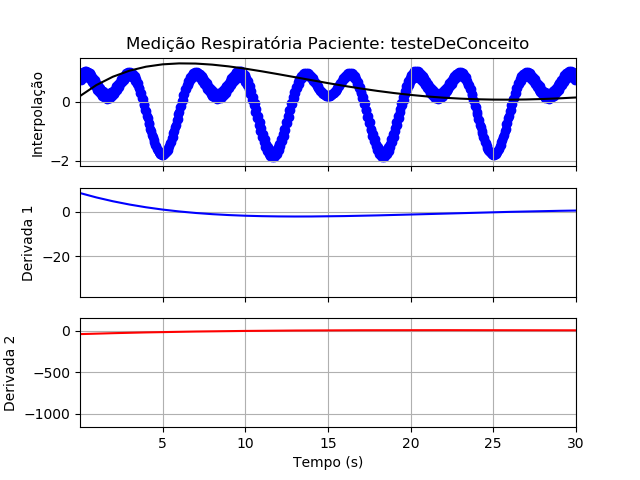 Medição Respiratória Paciente: testeDeConceito
Interpolação
0
−2
Derivada 1
0
−20
Derivada 2
0
−500
−1000
5 10 15 20 25 30
Tempo (s)